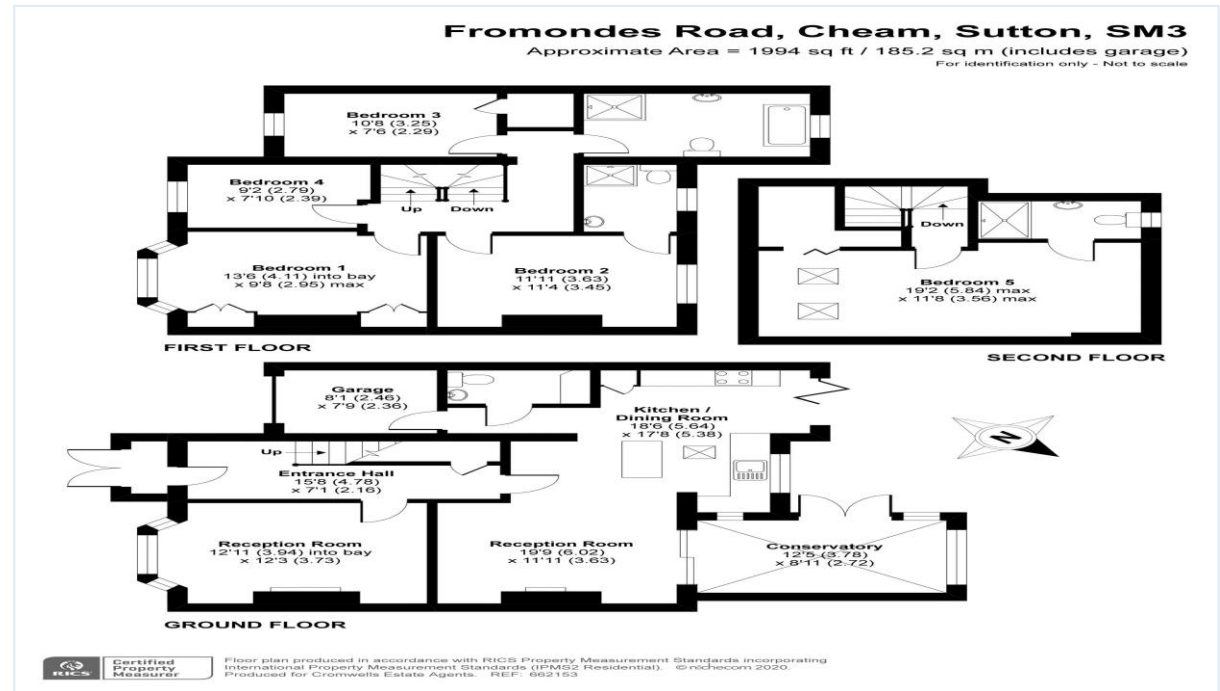 Fromondes Road, Cheam, Sutton, SM3
Approximate Area = 1994 sq ft / 185.2 sq m (includes garage)
For identification only - Not to scale
Bedroom 3
10'8 (3.25)
x 7'6 (2.29)
Bedroom 4
9'2 (2.79)
x 7'10 (2.39)
Up
Down
Bedroom 1
13'6 (4.11) into bay
x 9'8 (2.95) max
Bedroom 2
11'11 (3.63)
x 11'4 (3.45)
FIRST FLOOR
Down
Bedroom 5
19'2 (5.84) max
x 11'8 (3.56) max
SECOND FLOOR
Garage
8'1 (2.46)
x 7'9 (2.36)
Kitchen /
Dining Room
18'6 (5.64)
x 17'8 (5.38)
Up
Entrance Hall
15'8 (4.78)
x 7'1 (2.16)
N
Reception Room
12'11 (3.94) into bay
x 12'3 (3.73)
Reception Room
19'9 (6.02)
x 11'11 (3.63)
Conservatory
12'5 (3.78)
x 8'11 (2.72)
GROUND FLOOR
RICS
Certified
Property
Measurer
Floor plan produced in accordance with RICS Property Measurement Standards incorporating
International Property Measurement Standards (IPMS2 Residential). © nichecom 2020.
Produced for Cromwells Estate Agents. REF: 662153